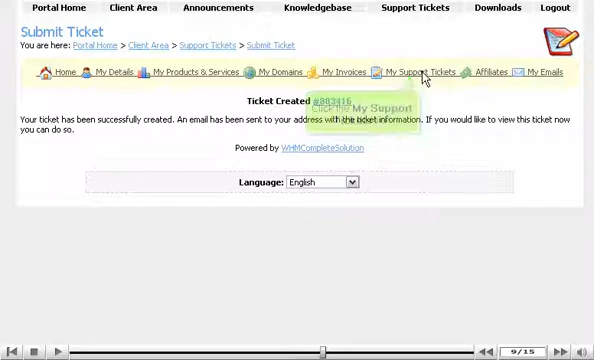 Portal Home Client Area Announcements Knowledgebase Support Tickets Downloads Logout
Submit Ticket
You are here: Portal Home > Client Area > Support Tickets > Submit Ticket
Home My Details My Products & Services My Domains My Invoices My Support Tickets Affiliates My Emails
Ticket Created #883416
Click the My Support
Your ticket has been successfully created. An email has been sent to your address with the ticket information. If you would like to view this ticket now
you can do so.
Powered by WHMCompleteSolution
Language: English
9/15